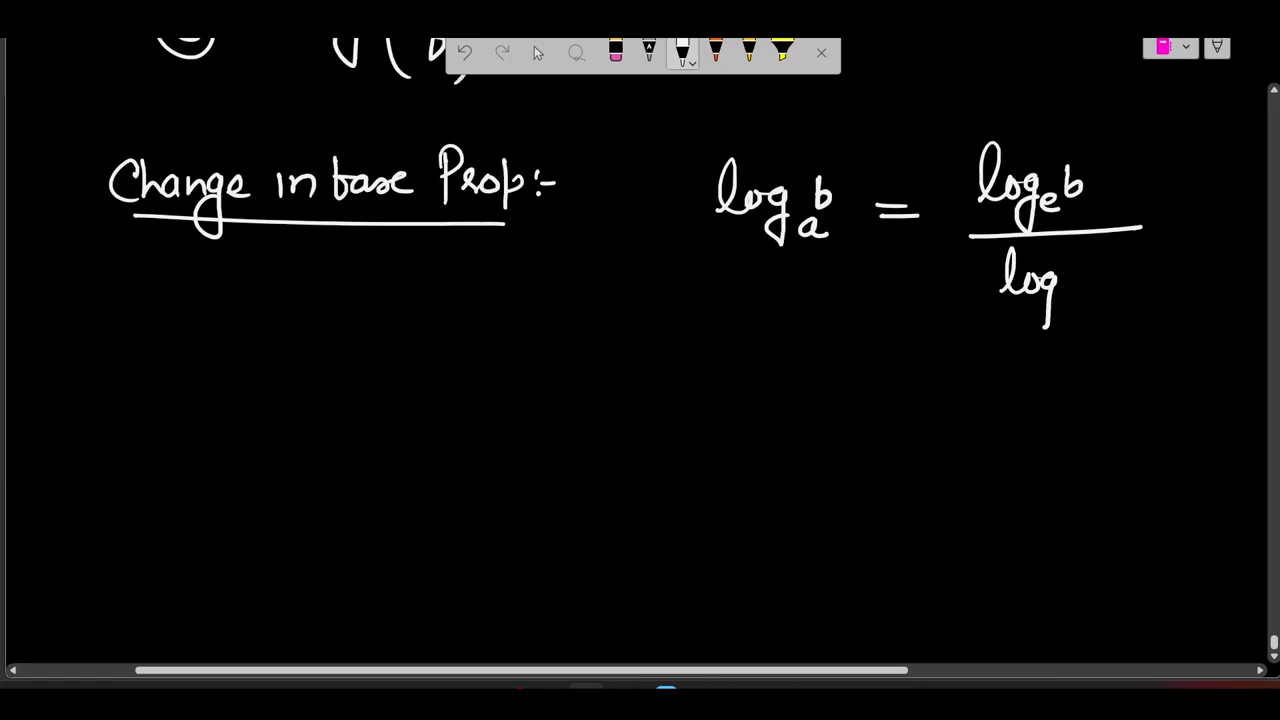 Change in base Prop :- log_a b = log_e b / log